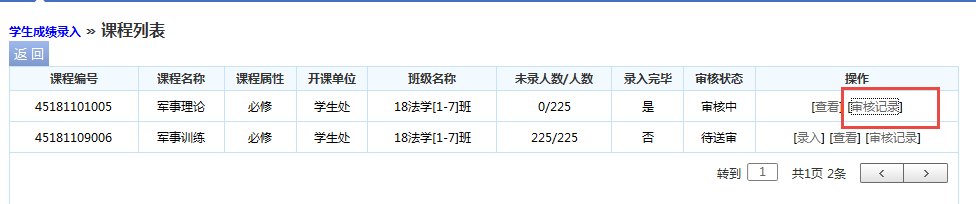 学生成绩录入 » 课程列表
返 回
课程编号 课程名称 课程属性 开课单位 班级名称 未录人数/人数 录入完毕 审核状态 操作
45181101005 军事理论 必修 学生处 18法学[1-7]班 0/225 是 审核中 [查看] [审核记录]
45181109006 军事训练 必修 学生处 18法学[1-7]班 225/225 否 待送审 [录入] [查看] [审核记录]
转到 1 共1页 2条 < >